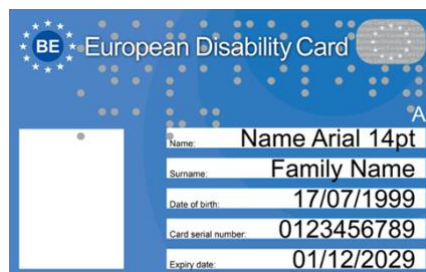 BE European Disability Card
A
Name: Name Arial 14pt
Surname: Family Name
Date of birth: 17/07/1999
Card serial number: 0123456789
Expiry date: 01/12/2029